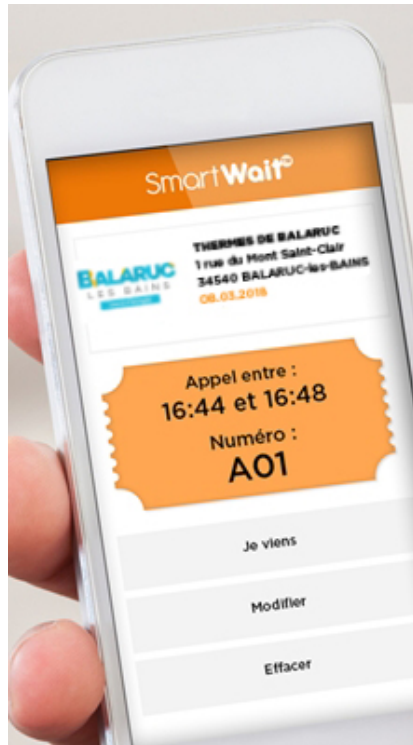 SmartWait©
BALARUC
LES BAINS
THERMES DE BALARUC
1 rue du Mont Saint-Clair
34540 BALARUC-les-BAINS
08.03.2018
Appel entre :
16:44 et 16:48
Numéro :
A01
Je viens
Modifier
Effacer